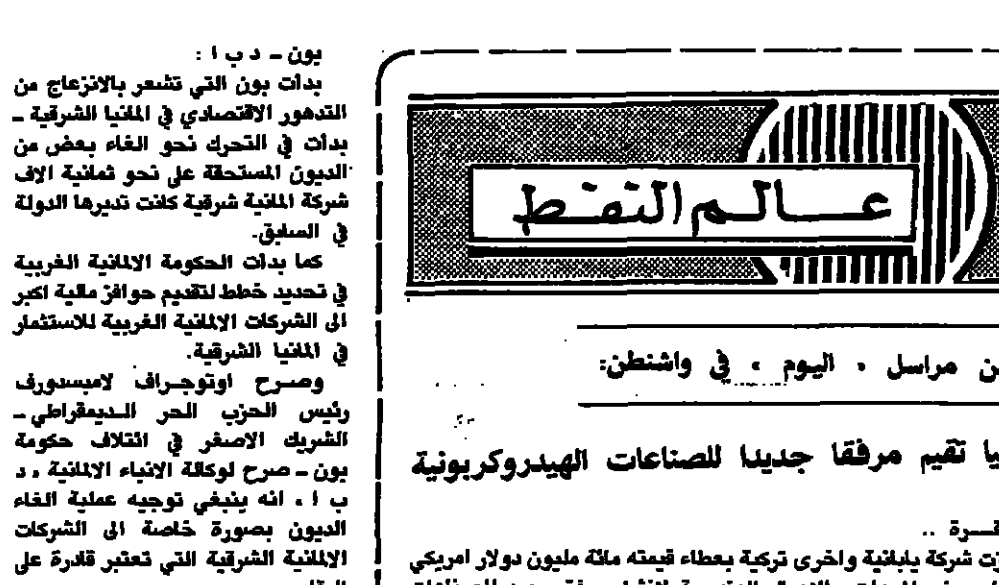 عالم النفط
من مراسل « اليوم » في واشنطن:
يا تقيم مرفقا جديدا للصناعات الهيدروكربونية
قرة ..
زت شركة يابانية واخرى تركية بعطاء قيمته مائة مليون دولار امريكي
بون ـ د ب ا :
بدأت بون التي تشعر بالانزعاج من
التدهور الاقتصادي في المانيا الشرقية ـ
بدأت في التحرك نحو الغاء بعض من
الديون المستحقة على نحو ثمانية الاف
شركة المانية شرقية كانت تديرها الدولة
في السابق.
كما بدأت الحكومة الالمانية الغربية
في تحديد خطط لتقديم حوافز مالية اكبر
الى الشركات الالمانية الغربية للاستثمار
في المانيا الشرقية.
وصرح اوتوجراف لامبسدورف
رئيس الحزب الحر الديمقراطي ـ
الشريك الاصغر في ائتلاف حكومة
بون ـ صرح لوكالة الانباء الالمانية « د
ب ا » انه ينبغي توجيه عملية الغاء
الديون بصورة خاصة الى الشركات
الالمانية الشرقية التي تعتبر قادرة على